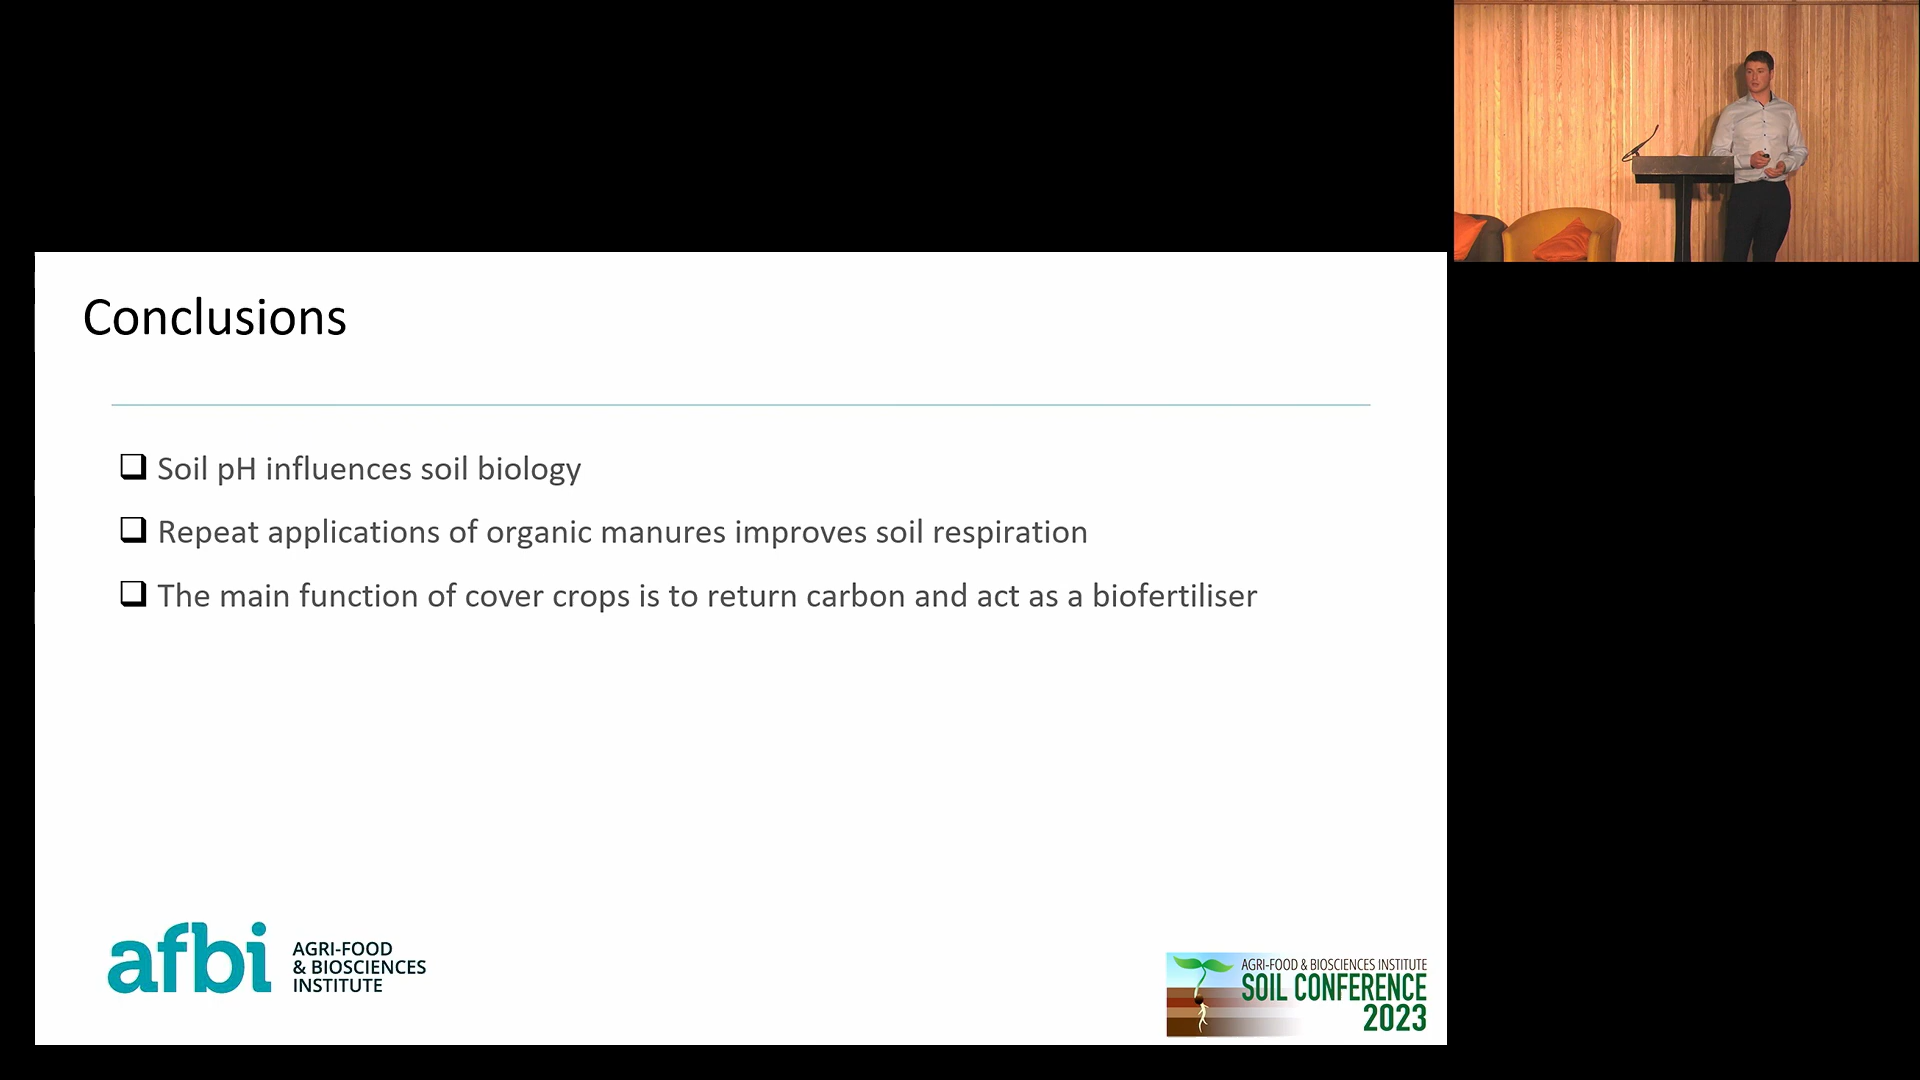 Conclusions
❑ Soil pH influences soil biology
❑ Repeat applications of organic manures improves soil respiration
❑ The main function of cover crops is to return carbon and act as a biofertiliser
afbi
AGRI-FOOD
& BIOSCIENCES
INSTITUTE
AGRI-FOOD & BIOSCIENCES INSTITUTE
SOIL CONFERENCE
2023